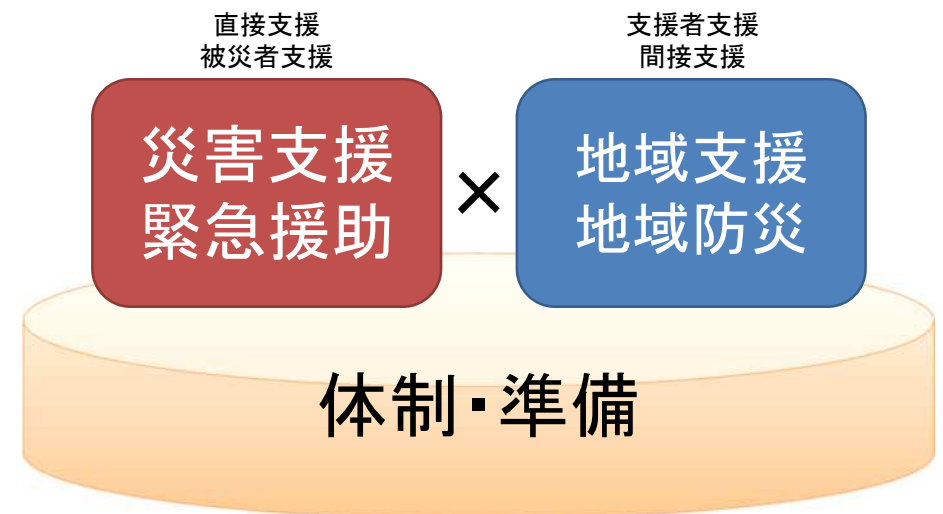 直接支援
被災者支援
災害支援
緊急援助
×
支援者支援
間接支援
地域支援
地域防災
体制・準備